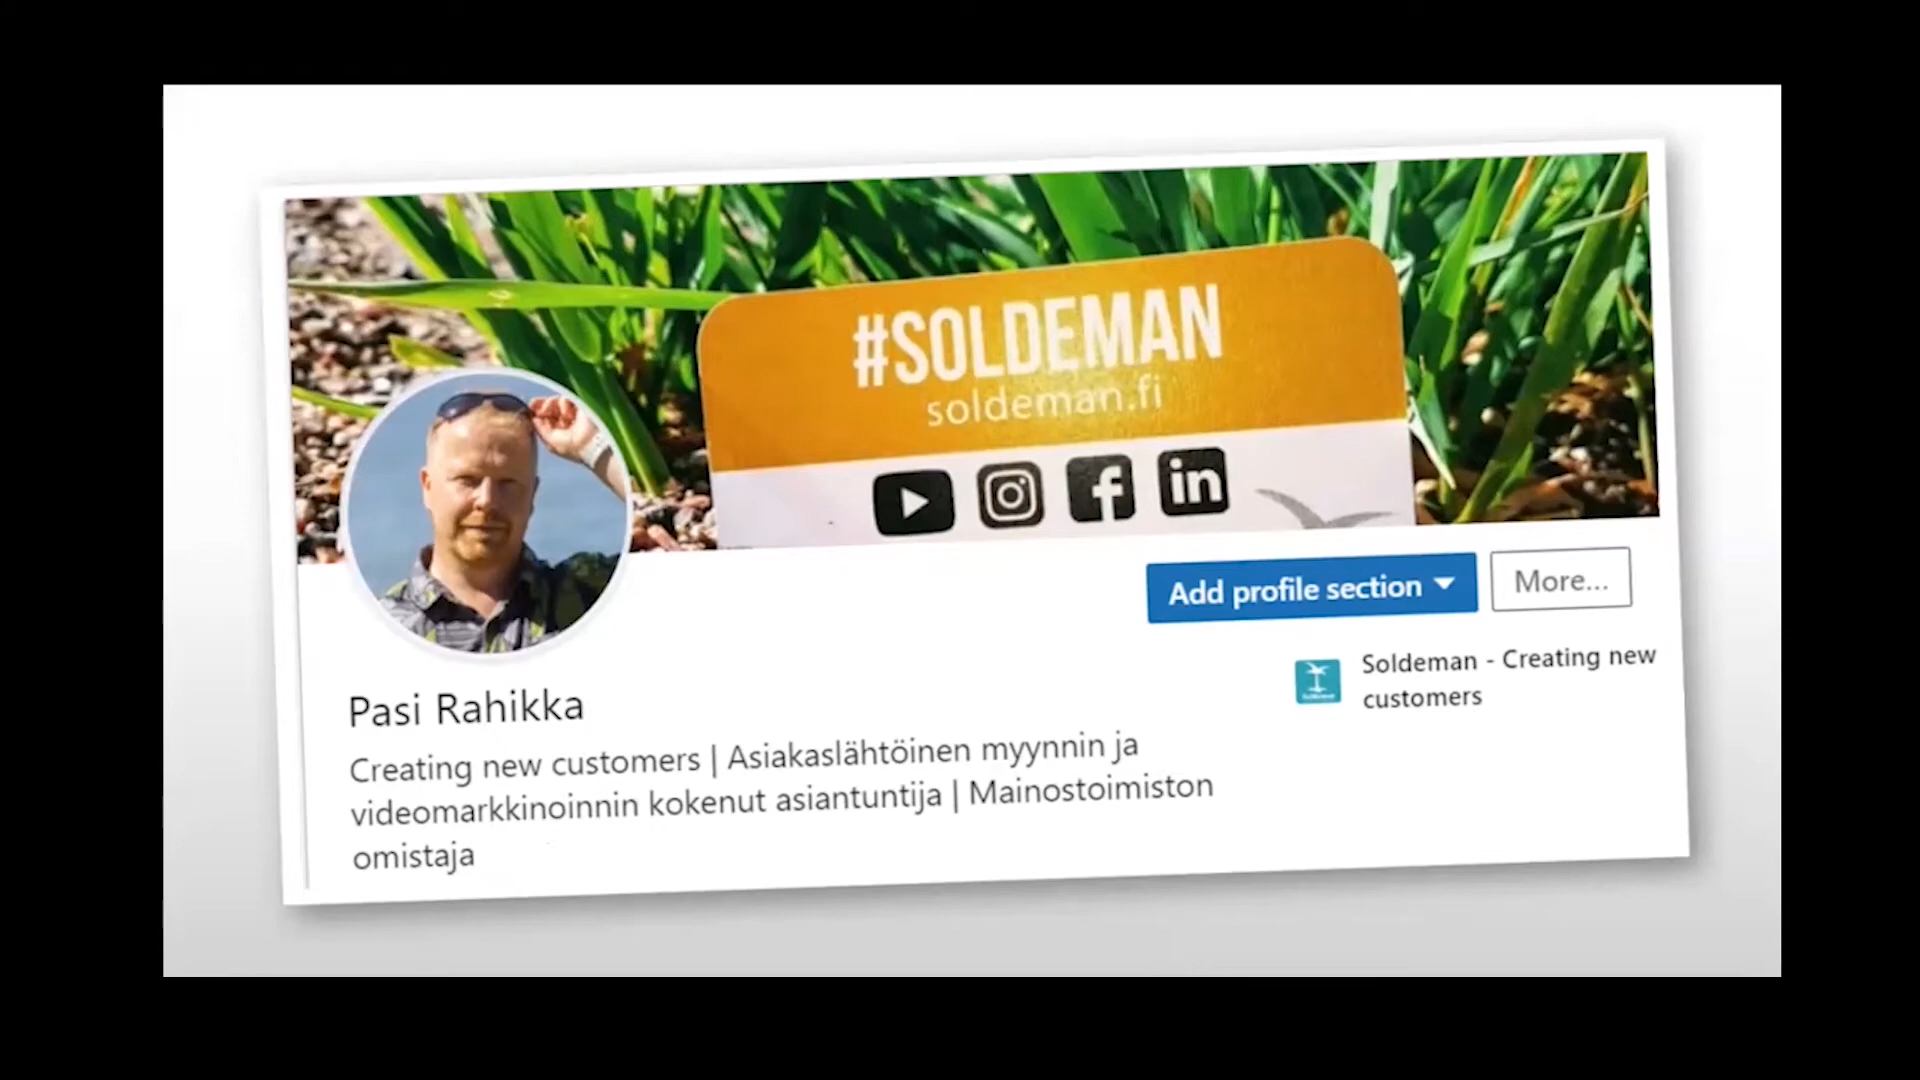 #SOLDEMAN
soldeman.fi
Add profile section
More...
Soldeman - Creating new
customers
Pasi Rahikka
Creating new customers | Asiakaslähtöinen myynnin ja
videomarkkinoinnin kokenut asiantuntija | Mainostoimiston
omistaja